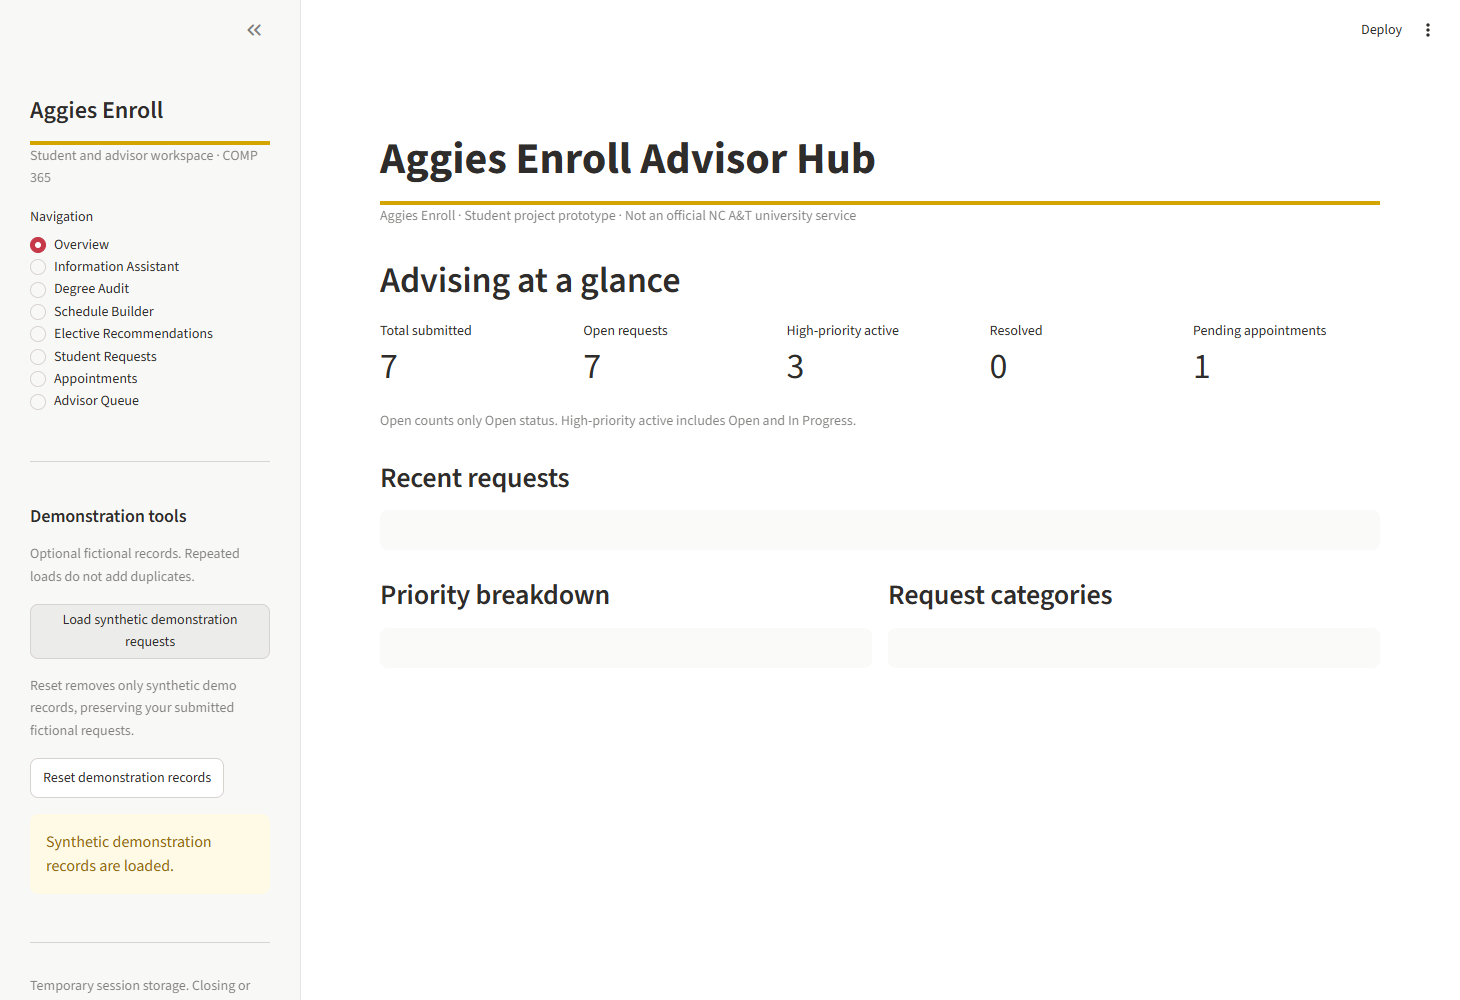 Deploy
Aggies Enroll
Student and advisor workspace · COMP
365
Navigation
Overview
Information Assistant
Degree Audit
Schedule Builder
Elective Recommendations
Student Requests
Appointments
Advisor Queue
Demonstration tools
Optional fictional records. Repeated
loads do not add duplicates.
Load synthetic demonstration
requests
Reset removes only synthetic demo
records, preserving your submitted
fictional requests.
Reset demonstration records
Synthetic demonstration
records are loaded.
Temporary session storage. Closing or
Aggies Enroll Advisor Hub
Aggies Enroll · Student project prototype · Not an official NC A&T university service
Advising at a glance
Total submitted
7
Open requests
7
High-priority active
3
Resolved
0
Pending appointments
1
Open counts only Open status. High-priority active includes Open and In Progress.
Recent requests
Priority breakdown
Request categories